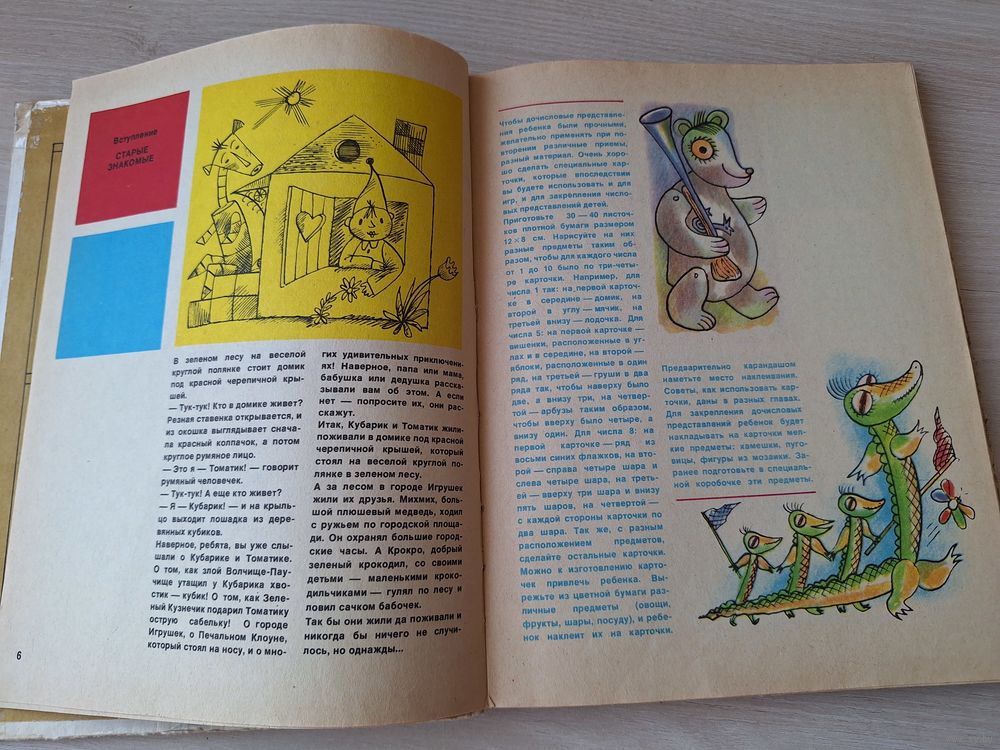 Вступление
СТАРЫЕ
ЗНАКОМЫЕ
В зеленом лесу на веселой
круглой полянке стоит домик
под красной черепичной кры-
шей.
— Тук-тук! Кто в домике живет?
Резная ставенка открывается, и
из окошка выглядывает снача-
ла красный колпачок, а потом
круглое румяное лицо.
— Это я — Томатик! — говорит
румяный человечек.
— Тук-тук! А еще кто живет?
— Я — Кубарик! — и на крыль-
цо выходит лошадка из дере-
вянных кубиков.
Наверное, ребята, вы уже слы-
шали о Кубарике и Томатике.
О том, как злой Волчище-Пау-
чище утащил у Кубарика хво-
стик — кубик! О том, как Зеле-
ный Кузнечик подарил Томатику
острую сабельку! О городе
Игрушек, о Печальном Клоуне,
который стоял на носу, и о мно-
6
гих удивительных приключени-
ях! Наверное, папа или мама,
бабушка или дедушка расска-
зывали вам об этом. А если
нет — попросите их, они рас-
скажут.
Итак, Кубарик и Томатик жили-
поживали в домике под красной
черепичной крышей, который
стоял на веселой круглой по-
лянке в зеленом лесу.
А за лесом в городе Игрушек
жили их друзья. Михмих, боль-
шой плюшевый медведь, ходил
с ружьем по городской площа-
ди. Он охранял большие город-
ские часы. А Крокро, добрый
зеленый крокодил, со своими
детьми — маленькими кроко-
дильчиками — гулял по лесу и
ловил сачком бабочек.
Так бы они жили да поживали и
никогда бы ничего не случи-
лось, но однажды...
Чтобы дочисловые представле-
ния ребенка были прочными,
желательно применять при по-
вторении различные приемы,
разный материал. Очень хоро-
шо сделать специальные кар-
точки, которые впоследствии
вы будете использовать и для
игр, и для закрепления число-
вых представлений детей.
Приготовьте 30—40 листоч-
ков плотной бумаги размером
12×8 см. Нарисуйте на них
разные предметы таким об-
разом, чтобы для каждого числа
от 1 до 10 было по три-четы-
ре карточки. Например, для
числа 1 так: на первой карточ-
ке в середине — домик, на
второй в углу — мячик, на
третьей внизу — лодочка. Для
числа 5: на первой карточке —
вишенки, расположенные в уг-
лах и в середине, на второй —
яблоки, расположенные в один
ряд, на третьей — груши в два
ряда так, чтобы наверху было
две, а внизу три, на четвер-
той — арбузы таким образом,
чтобы вверху было четыре, а
внизу один. Для числа 8: на
первой карточке — ряд из
восьми синих флажков, на вто-
рой — справа четыре шара и
слева четыре шара, на треть-
ей — вверху три шара и внизу
пять шаров, на четвертой —
с каждой стороны карточки по
два шара. Так же, с разным
расположением предметов,
сделайте остальные карточки.
Можно к изготовлению карто-
чек привлечь ребенка. Вы-
режьте из цветной бумаги раз-
личные предметы (овощи,
фрукты, шары, посуду), и ребе-
нок наклеит их на карточки.
Предварительно карандашом
наметьте место наклеивания.
Советы, как использовать кар-
точки, даны в разных главах.
Для закрепления дочисловых
представлений ребенок будет
накладывать на карточки мел-
кие предметы: камешки, пуго-
вицы, фигуры из мозаики. За-
ранее подготовьте в специаль-
ной коробочке эти предметы.